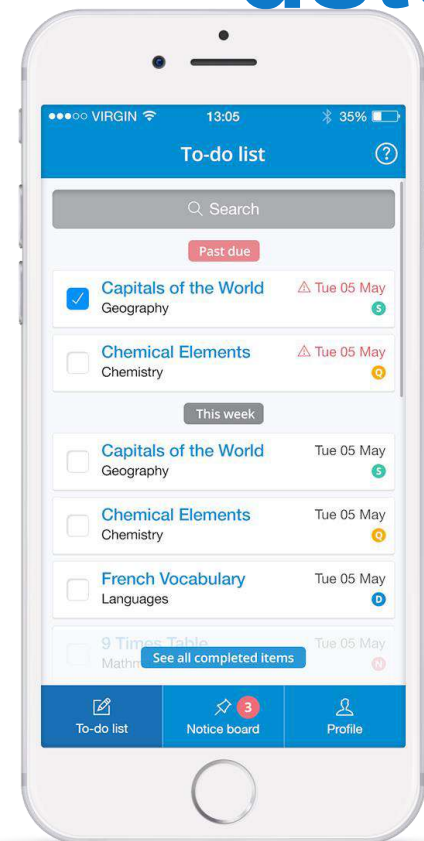 VIRGIN 13:05 35%
To-do list ?
Search
Past due
Capitals of the World Tue 05 May
Geography S
Chemical Elements Tue 05 May
Chemistry Q
This week
Capitals of the World Tue 05 May
Geography S
Chemical Elements Tue 05 May
Chemistry Q
French Vocabulary Tue 05 May
Languages D
9 Times Table Tue 05 May
See all completed items N
3
To-do list Notice board Profile